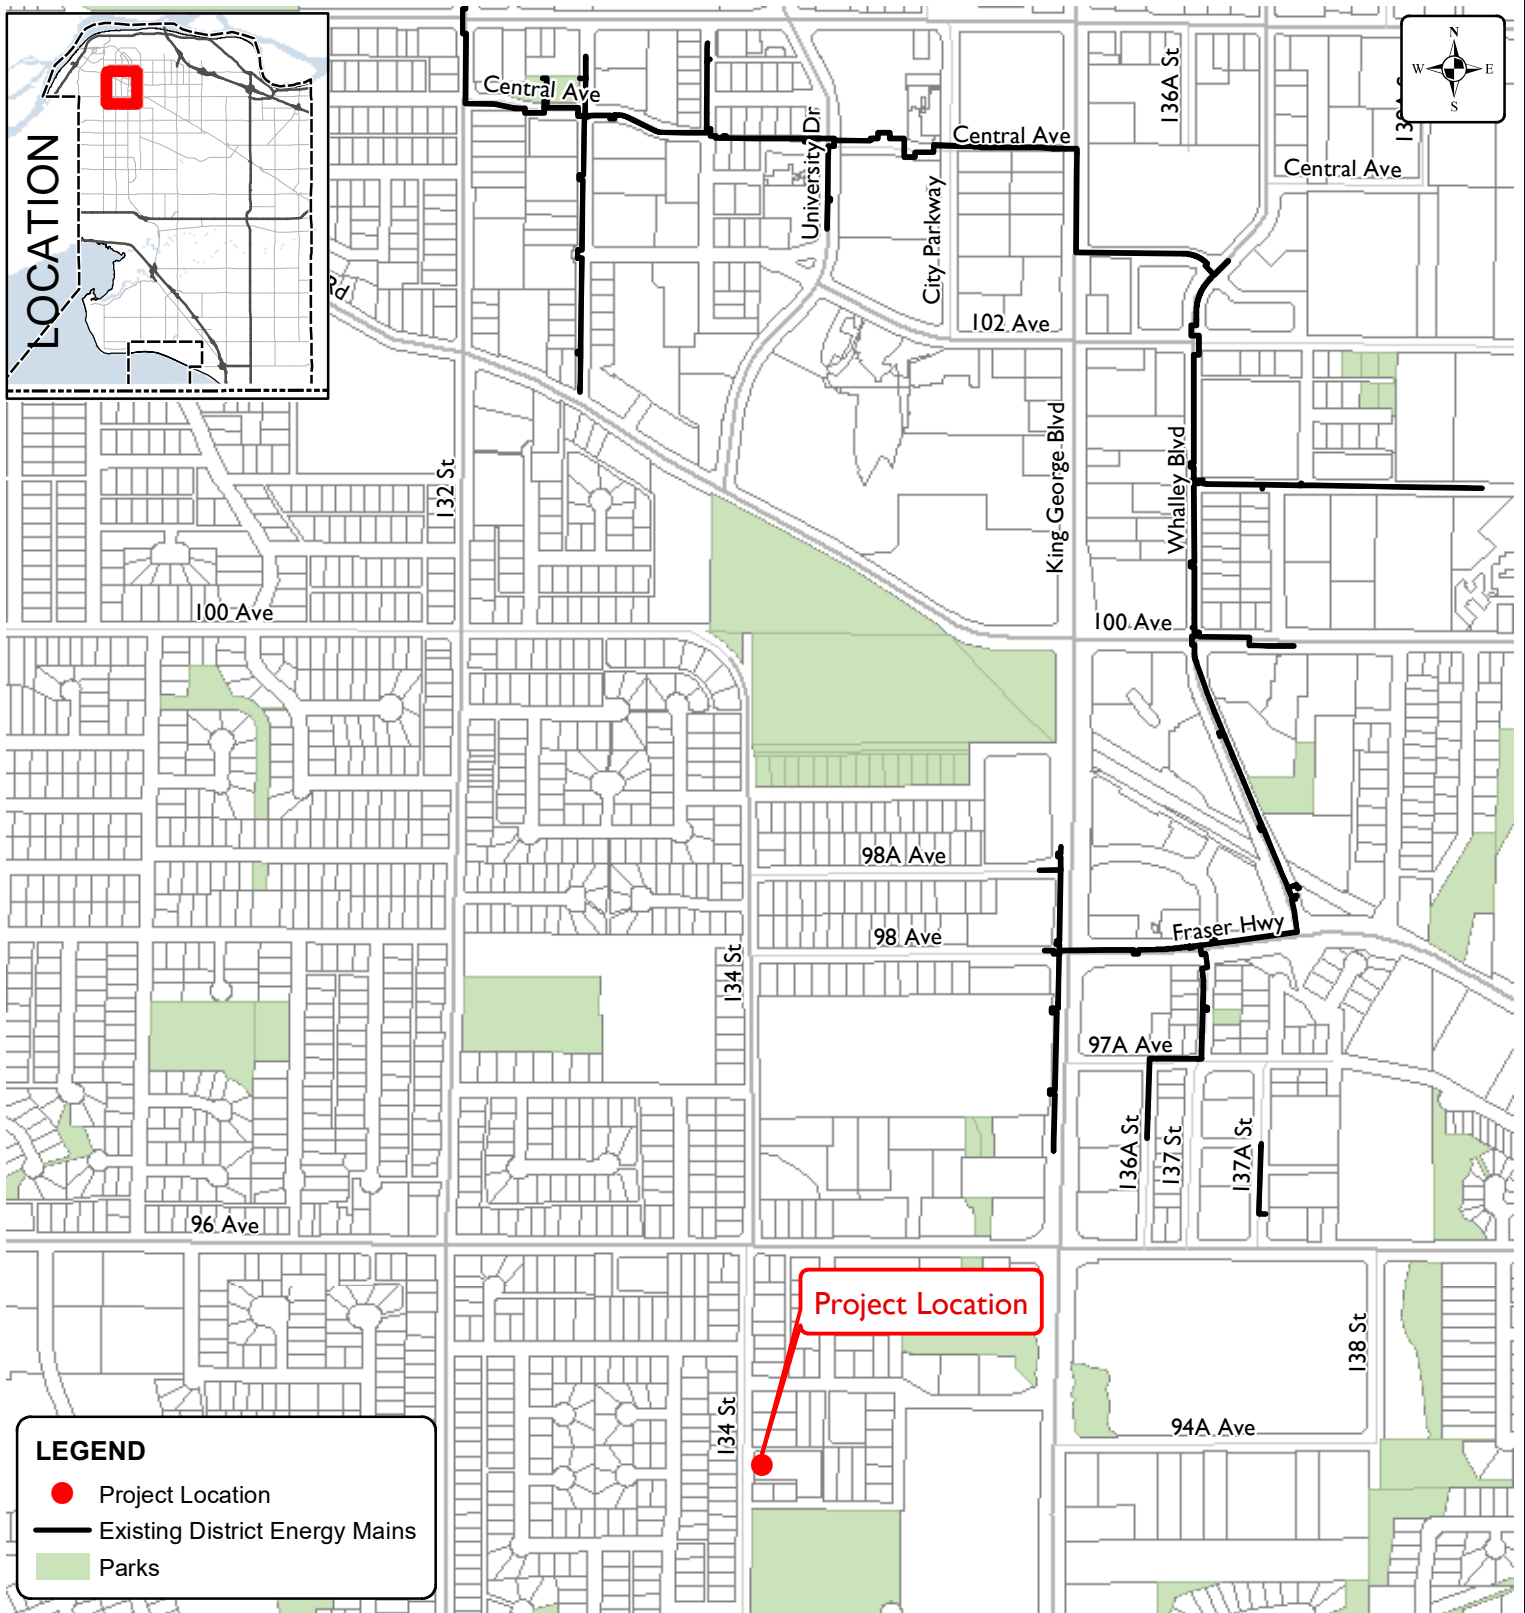 LOCATION
N
W E
S
136A St
Central Ave
Central Ave
Central Ave
University Dr
City Parkway
Rd
102 Ave
King George Blvd
Whalley Blvd
132 St
100 Ave
100 Ave
98A Ave
98 Ave
Fraser Hwy
134 St
97A Ave
136A St
137 St
137A St
96 Ave
Project Location
138 St
134 St
94A Ave
LEGEND
Project Location
Existing District Energy Mains
Parks